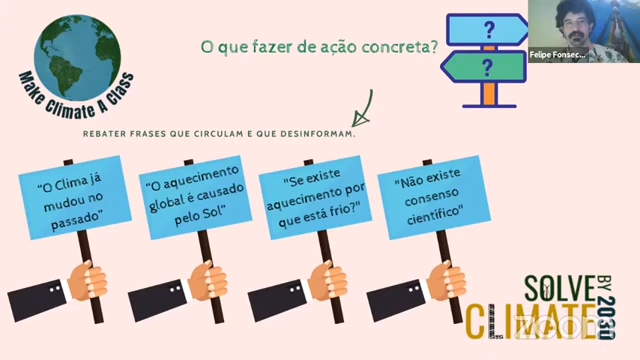 O que fazer de ação concreta?
?
?
Felipe Fonsec...
Make Climate A Class
REBATER FRASES QUE CIRCULAM E QUE DESINFORMAM.
“O Clima já
mudou no
passado”
“O aquecimento
global é causado
pelo Sol”
"Se existe
aquecimento por
que está frio?"
"Não existe
consenso
científico"
SOLVE
CLIMATE
BY 2030
zoom